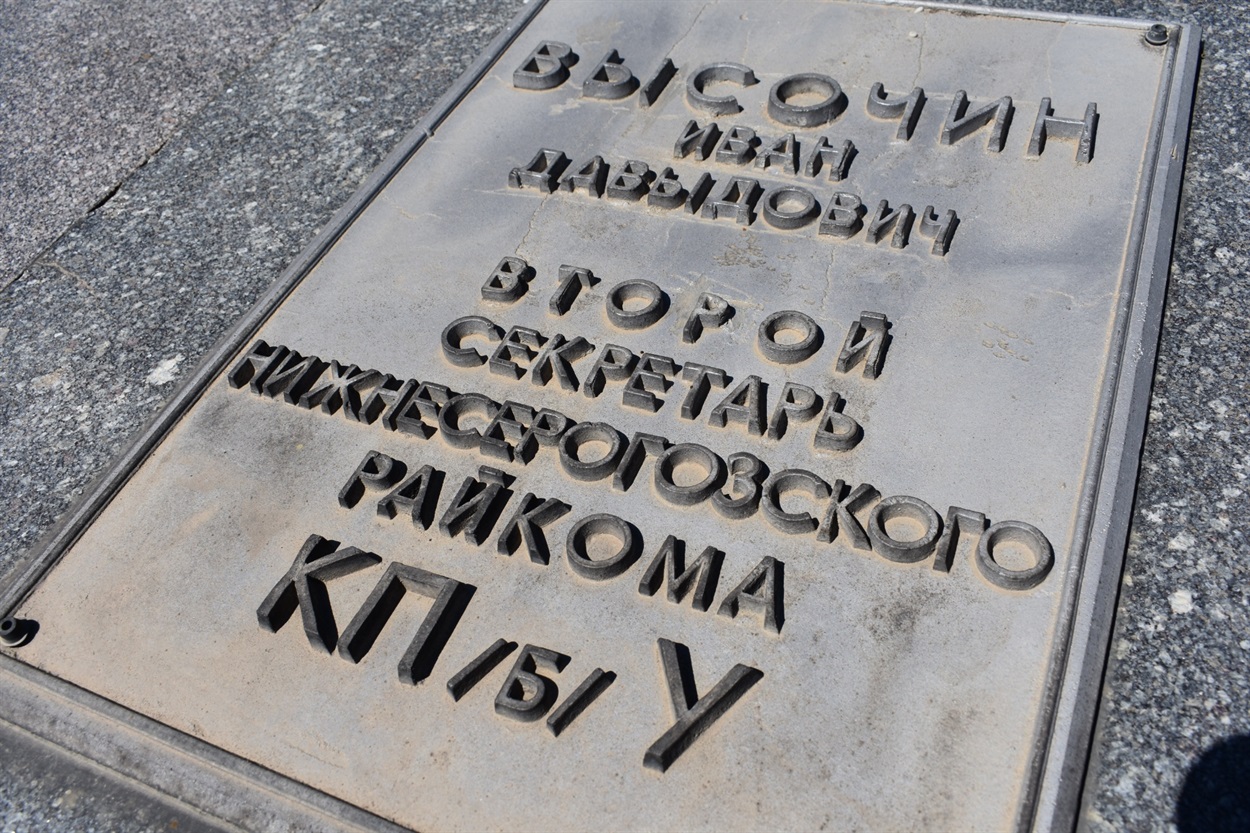 ВЫСОЧИН
ИВАН
ДАВЫДОВИЧ
ВТОРОЙ
СЕКРЕТАРЬ
НИЖНЕСЕРОГОЗСКОГО
РАЙКОМА
КП/Б/У